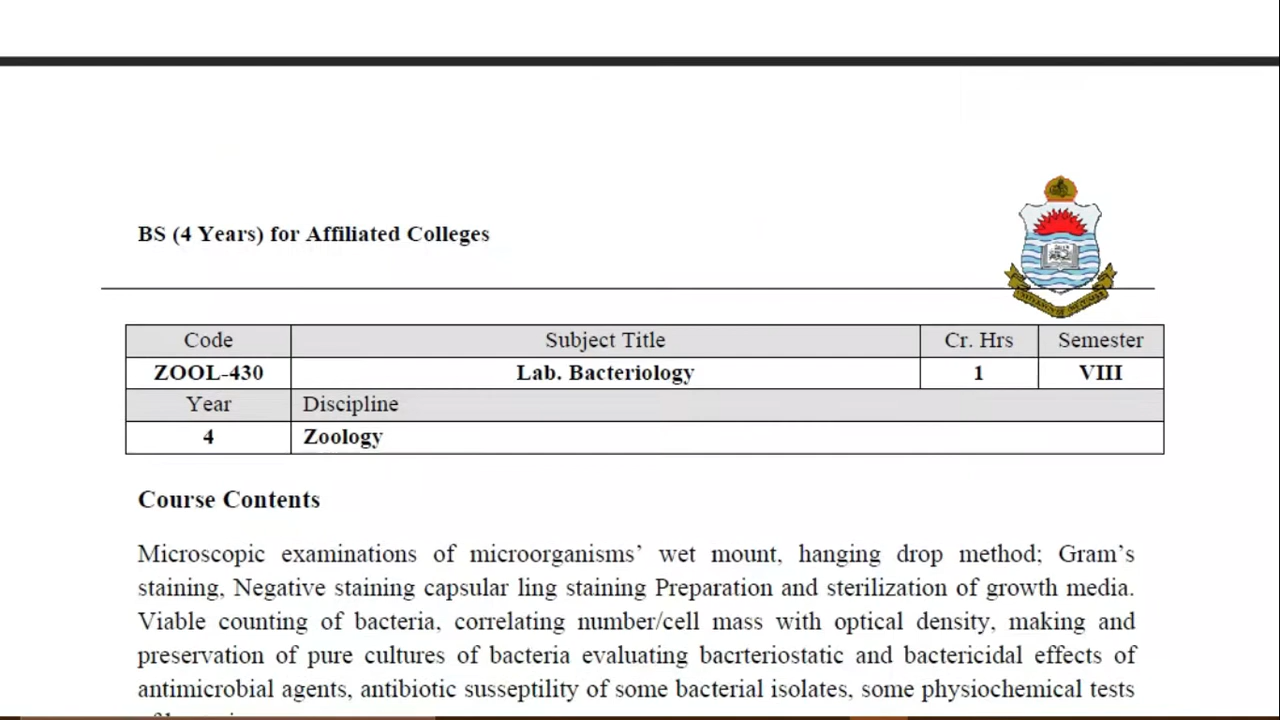 BS (4 Years) for Affiliated Colleges
Code Subject Title Cr. Hrs Semester
ZOOL-430 Lab. Bacteriology 1 VIII
Year Discipline
4 Zoology
Course Contents
Microscopic examinations of microorganisms’ wet mount, hanging drop method; Gram’s
staining, Negative staining capsular ling staining Preparation and sterilization of growth media.
Viable counting of bacteria, correlating number/cell mass with optical density, making and
preservation of pure cultures of bacteria evaluating bacrteriostatic and bactericidal effects of
antimicrobial agents, antibiotic susseptility of some bacterial isolates, some physiochemical tests